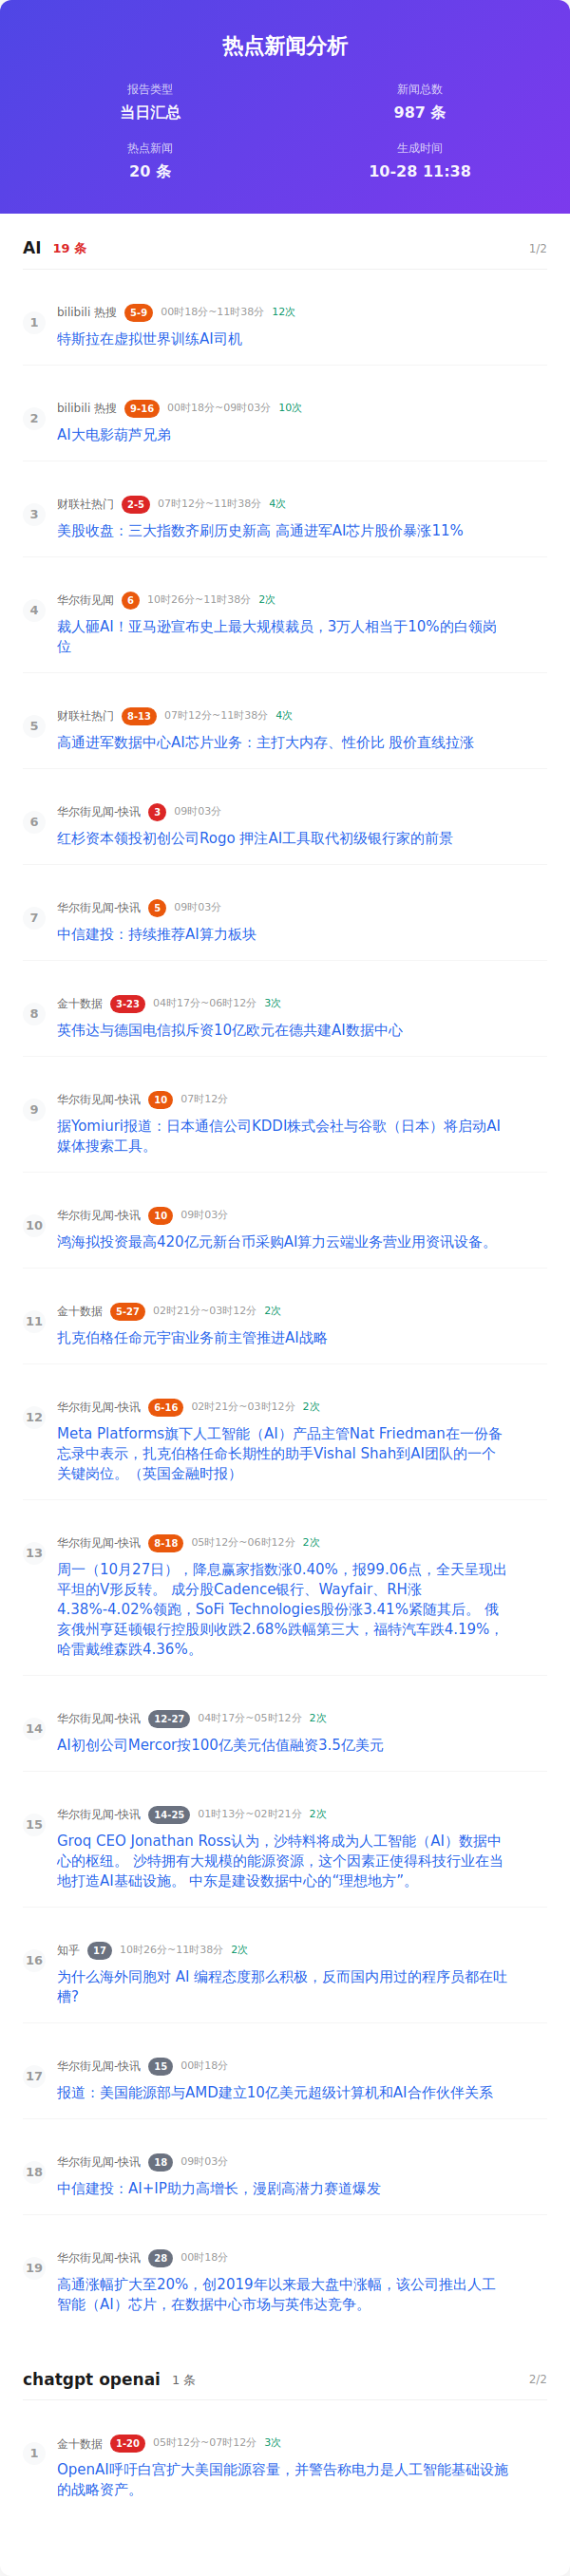 热点新闻分析
报告类型
当日汇总
新闻总数
987 条
热点新闻
20 条
生成时间
10-28 11:38
AI 19 条 1/2
1
bilibili 热搜 5-9 00时18分~11时38分 12次
特斯拉在虚拟世界训练AI司机
2
bilibili 热搜 9-16 00时18分~09时03分 10次
AI大电影葫芦兄弟
3
财联社热门 2-5 07时12分~11时38分 4次
美股收盘：三大指数齐刷历史新高 高通进军AI芯片股价暴涨11%
4
华尔街见闻 6 10时26分~11时38分 2次
裁人砸AI！亚马逊宣布史上最大规模裁员，3万人相当于10%的白领岗
位
5
财联社热门 8-13 07时12分~11时38分 4次
高通进军数据中心AI芯片业务：主打大内存、性价比 股价直线拉涨
6
华尔街见闻-快讯 3 09时03分
红杉资本领投初创公司Rogo 押注AI工具取代初级银行家的前景
7
华尔街见闻-快讯 5 09时03分
中信建投：持续推荐AI算力板块
8
金十数据 3-23 04时17分~06时12分 3次
英伟达与德国电信拟斥资10亿欧元在德共建AI数据中心
9
华尔街见闻-快讯 10 07时12分
据Yomiuri报道：日本通信公司KDDI株式会社与谷歌（日本）将启动AI
媒体搜索工具。
10
华尔街见闻-快讯 10 09时03分
鸿海拟投资最高420亿元新台币采购AI算力云端业务营业用资讯设备。
11
金十数据 5-27 02时21分~03时12分 2次
扎克伯格任命元宇宙业务前主管推进AI战略
12
华尔街见闻-快讯 6-16 02时21分~03时12分 2次
Meta Platforms旗下人工智能（AI）产品主管Nat Friedman在一份备
忘录中表示，扎克伯格任命长期性的助手Vishal Shah到AI团队的一个
关键岗位。（英国金融时报）
13
华尔街见闻-快讯 8-18 05时12分~06时12分 2次
周一（10月27日），降息赢家指数涨0.40%，报99.06点，全天呈现出
平坦的V形反转。 成分股Cadence银行、Wayfair、RH涨
4.38%-4.02%领跑，SoFi Technologies股份涨3.41%紧随其后。 俄
亥俄州亨廷顿银行控股则收跌2.68%跌幅第三大，福特汽车跌4.19%，
哈雷戴维森跌4.36%。
14
华尔街见闻-快讯 12-27 04时17分~05时12分 2次
AI初创公司Mercor按100亿美元估值融资3.5亿美元
15
华尔街见闻-快讯 14-25 01时13分~02时21分 2次
Groq CEO Jonathan Ross认为，沙特料将成为人工智能（AI）数据中
心的枢纽。 沙特拥有大规模的能源资源，这个因素正使得科技行业在当
地打造AI基础设施。 中东是建设数据中心的“理想地方”。
16
知乎 17 10时26分~11时38分 2次
为什么海外同胞对 AI 编程态度那么积极，反而国内用过的程序员都在吐
槽?
17
华尔街见闻-快讯 15 00时18分
报道：美国能源部与AMD建立10亿美元超级计算机和AI合作伙伴关系
18
华尔街见闻-快讯 18 09时03分
中信建投：AI+IP助力高增长，漫剧高潜力赛道爆发
19
华尔街见闻-快讯 28 00时18分
高通涨幅扩大至20%，创2019年以来最大盘中涨幅，该公司推出人工
智能（AI）芯片，在数据中心市场与英伟达竞争。
chatgpt openai 1 条 2/2
1
金十数据 1-20 05时12分~07时12分 3次
OpenAI呼吁白宫扩大美国能源容量，并警告称电力是人工智能基础设施
的战略资产。